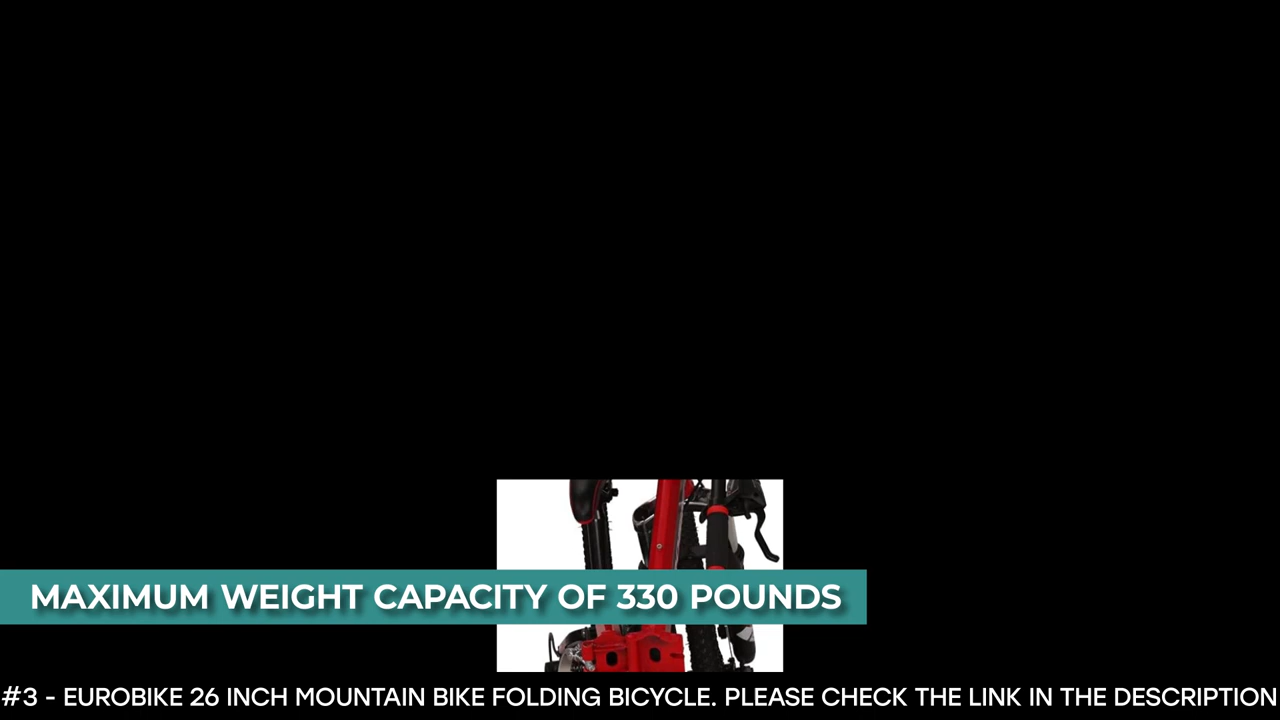 MAXIMUM WEIGHT CAPACITY OF 330 POUNDS
#3 - EUROBIKE 26 INCH MOUNTAIN BIKE FOLDING BICYCLE. PLEASE CHECK THE LINK IN THE DESCRIPTION